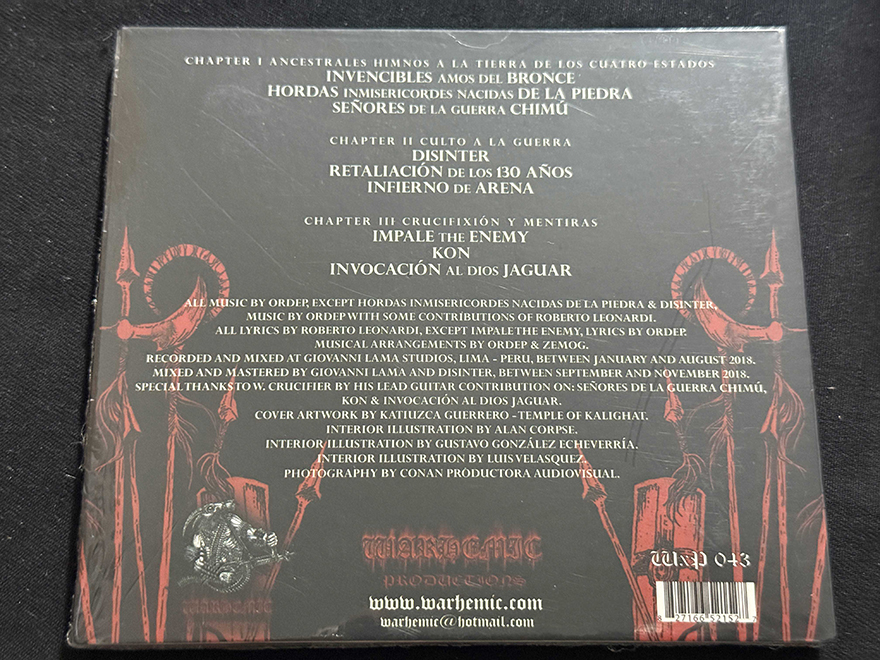 CHAPTER I ANCESTRALES HIMNOS A LA TIERRA DE LOS CUATRO ESTADOS
INVENCIBLES AMOS DEL BRONCE
HORDAS INMISERICORDES NACIDAS DE LA PIEDRA
SEÑORES DE LA GUERRA CHIMÚ
CHAPTER II CULTO A LA GUERRA
DISINTER
RETALIACIÓN DE LOS 130 AÑOS
INFIERNO DE ARENA
CHAPTER III CRUCIFIXIÓN Y MENTIRAS
IMPALE THE ENEMY
KON
INVOCACIÓN AL DIOS JAGUAR
ALL MUSIC BY ORDEP, EXCEPT HORDAS INMISERICORDES NACIDAS DE LA PIEDRA & DISINTER,
MUSIC BY ORDEP WITH SOME CONTRIBUTIONS OF ROBERTO LEONARDI.
ALL LYRICS BY ROBERTO LEONARDI, EXCEPT IMPALE THE ENEMY, LYRICS BY ORDEP.
MUSICAL ARRANGEMENTS BY ORDEP & ZEMOG.
RECORDED AND MIXED AT GIOVANNI LAMA STUDIOS, LIMA - PERU, BETWEEN JANUARY AND AUGUST 2018.
MIXED AND MASTERED BY GIOVANNI LAMA AND DISINTER, BETWEEN SEPTEMBER AND NOVEMBER 2018.
SPECIAL THANKS TO W. CRUCIFIER BY HIS LEAD GUITAR CONTRIBUTION ON: SEÑORES DE LA GUERRA CHIMÚ,
KON & INVOCACIÓN AL DIOS JAGUAR.
COVER ARTWORK BY KATIUZCA GUERRERO - TEMPLE OF KALIGHAT.
INTERIOR ILLUSTRATION BY ALAN CORPSE.
INTERIOR ILLUSTRATION BY GUSTAVO GONZÁLEZ ECHEVERRÍA.
INTERIOR ILLUSTRATION BY LUIS VELASQUEZ.
PHOTOGRAPHY BY CONAN PRODUCTORA AUDIOVISUAL.
WARHEMIC
PRODUCTIONS
www.warhemic.com
warhemic@hotmail.com
WARHEMIC
WxP 043
8 27166 52152 7